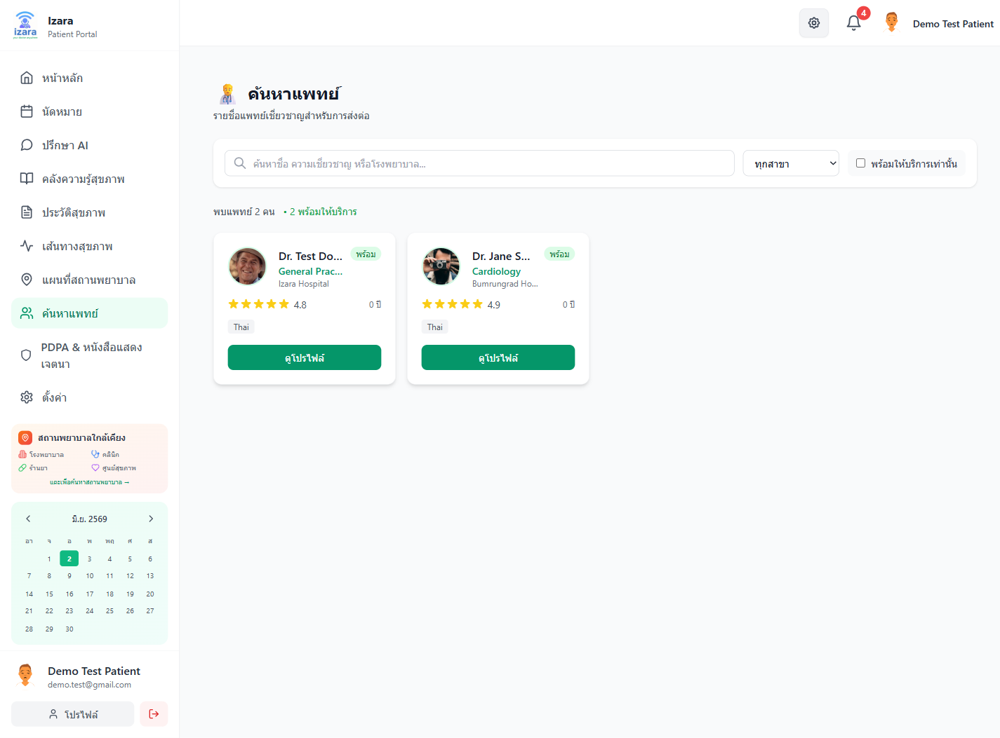 izara
Izara
Patient Portal
4
Demo Test Patient
หน้าหลัก
นัดหมาย
ปรึกษา AI
คลังความรู้สุขภาพ
ประวัติสุขภาพ
เส้นทางสุขภาพ
แผนที่สถานพยาบาล
ค้นหาแพทย์
PDPA & หนังสือแสดง
เจตนา
ตั้งค่า
สถานพยาบาลใกล้เคียง
โรงพยาบาล คลินิก
ร้านยา ศูนย์สุขภาพ
แตะเพื่อค้นหาสถานพยาบาล →
มิ.ย. 2569
อา จ อ พ พฤ ศ ส
1 2 3 4 5 6
7 8 9 10 11 12 13
14 15 16 17 18 19 20
21 22 23 24 25 26 27
28 29 30
Demo Test Patient
demo.test@gmail.com
โปรไฟล์
ค้นหาแพทย์
รายชื่อแพทย์เชี่ยวชาญสำหรับการส่งต่อ
ค้นหาชื่อ ความเชี่ยวชาญ หรือโรงพยาบาล...
ทุกสาขา
พร้อมให้บริการเท่านั้น
พบแพทย์ 2 คน • 2 พร้อมให้บริการ
Dr. Test Do... พร้อม
General Prac...
Izara Hospital
4.8 0 ปี
Thai
ดูโปรไฟล์
Dr. Jane S... พร้อม
Cardiology
Bumrungrad Ho...
4.9 0 ปี
Thai
ดูโปรไฟล์